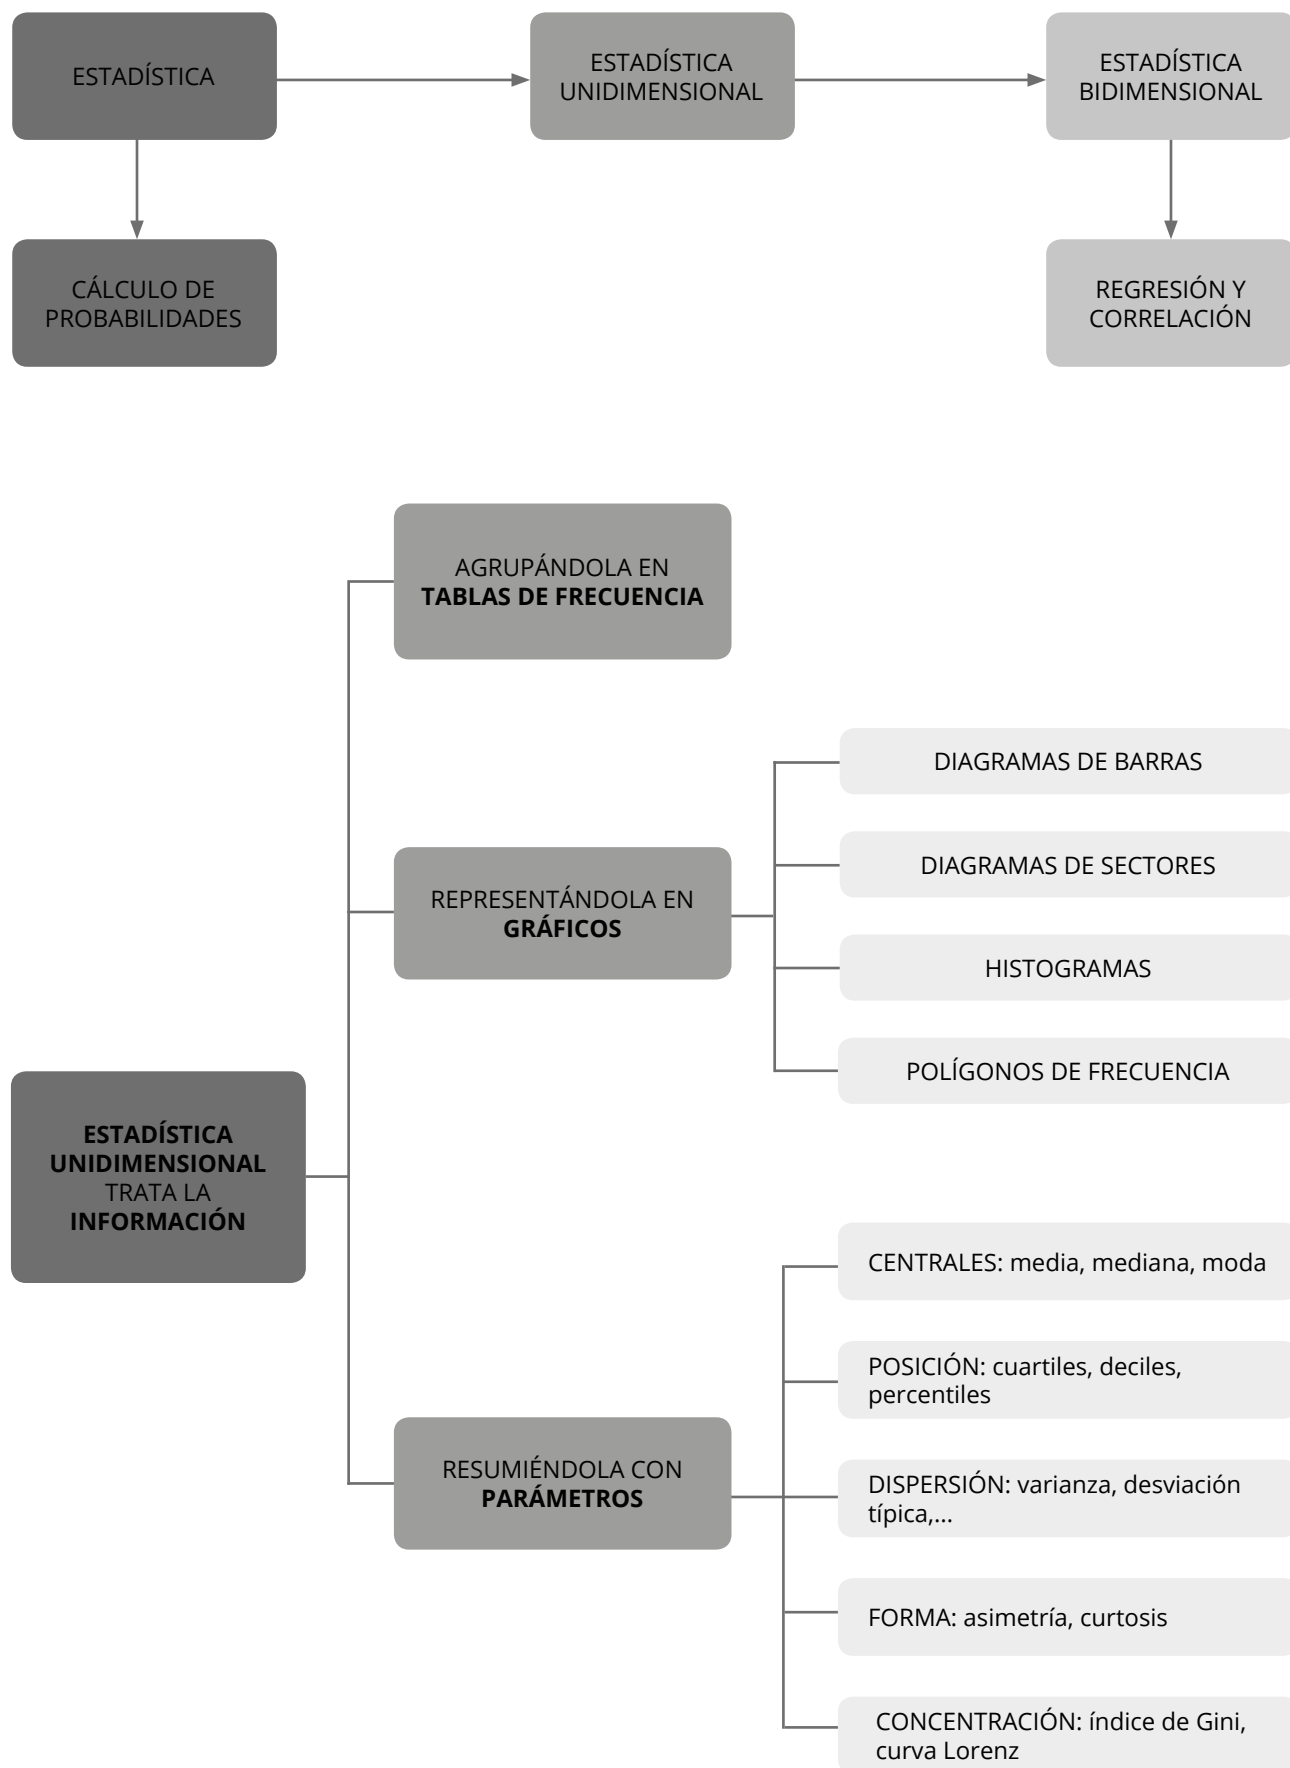 ESTADÍSTICA
ESTADÍSTICA
UNIDIMENSIONAL
ESTADÍSTICA
BIDIMENSIONAL
CÁLCULO DE
PROBABILIDADES
REGRESIÓN Y
CORRELACIÓN
ESTADÍSTICA
UNIDIMENSIONAL
TRATA LA
INFORMACIÓN
AGRUPÁNDOLA EN
TABLAS DE FRECUENCIA
REPRESENTÁNDOLA EN
GRÁFICOS
DIAGRAMAS DE BARRAS
DIAGRAMAS DE SECTORES
HISTOGRAMAS
POLÍGONOS DE FRECUENCIA
RESUMIÉNDOLA CON
PARÁMETROS
CENTRALES: media, mediana, moda
POSICIÓN: cuartiles, deciles,
percentiles
DISPERSIÓN: varianza, desviación
típica,...
FORMA: asimetría, curtosis
CONCENTRACIÓN: índice de Gini,
curva Lorenz